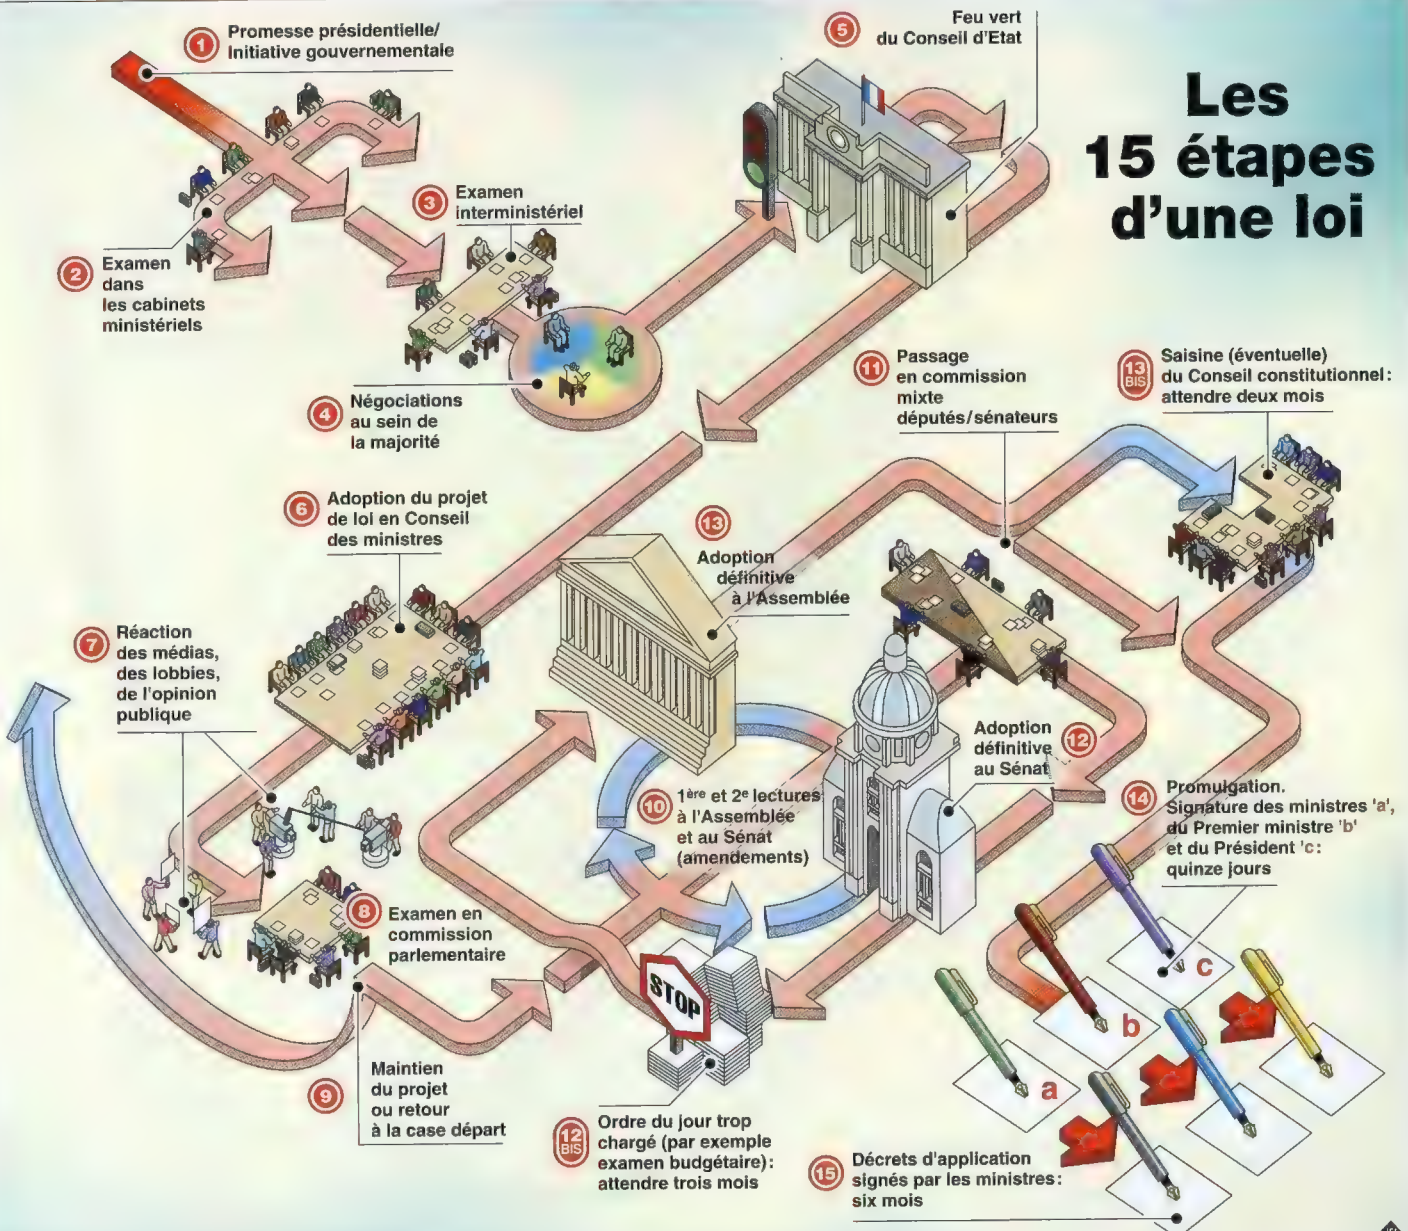 Les
15 étapes
d'une loi
1
Promesse présidentielle/
Initiative gouvernementale
2
Examen
dans
les cabinets
ministériels
3
Examen
interministériel
4
Négociations
au sein de
la majorité
5
Feu vert
du Conseil d'Etat
6
Adoption du projet
de loi en Conseil
des ministres
7
Réaction
des médias,
des lobbies,
de l'opinion
publique
8
Examen en
commission
parlementaire
9
Maintien
du projet
ou retour
à la case départ
10
1ère et 2e lectures
à l'Assemblée
et au Sénat
(amendements)
11
Passage
en commission
mixte
députés/sénateurs
12
Adoption
définitive
au Sénat
12
BIS
Ordre du jour trop
chargé (par exemple
examen budgétaire):
attendre trois mois
STOP
13
Adoption
définitive
à l'Assemblée
13
BIS
Saisine (éventuelle)
du Conseil constitutionnel:
attendre deux mois
14
Promulgation.
Signature des ministres 'a',
du Premier ministre 'b'
et du Président 'c:
quinze jours
a
b
c
15
Décrets d'application
signés par les ministres:
six mois